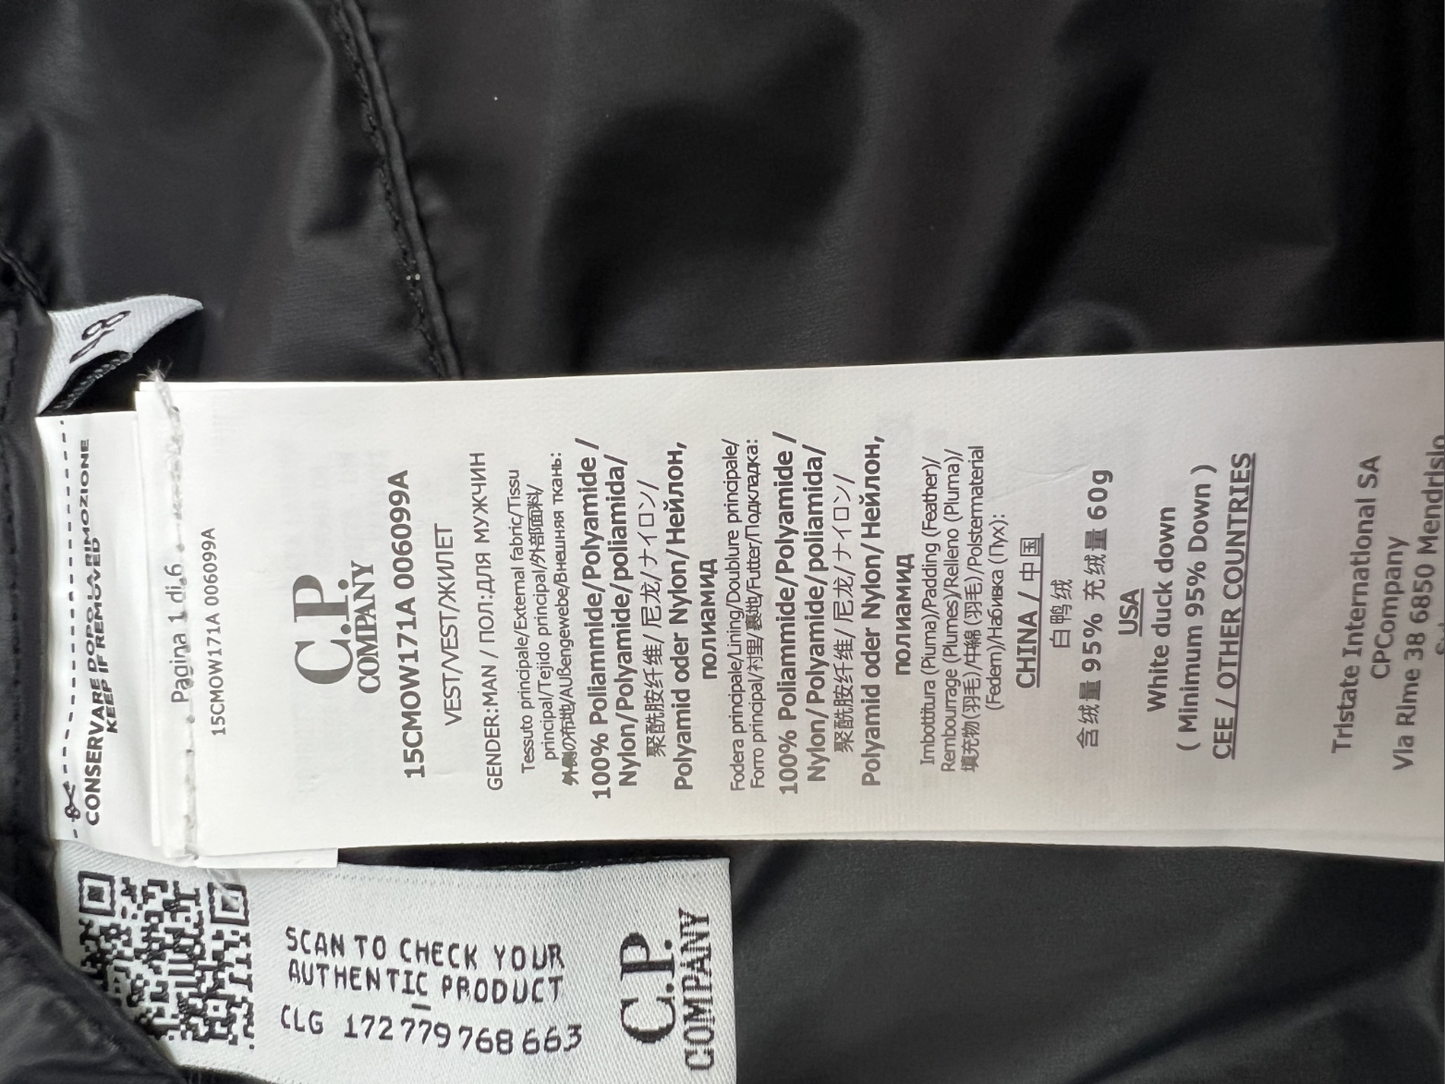 48
CONSERVARE DOPO RIMOZIONE
KEEP IF REMOVED
Pagina 1 di 6
15CMOW171A 006099A
C.P.
COMPANY
15CMOW171A 006099A
VEST/VEST/ЖИЛЕТ
GENDER:MAN / ПОЛ:ДЛЯ МУЖЧИН
Tessuto principale/External fabric/Tissu
principal/Tejido principal/外部面料/
外側の布地/Außengewebe/Внешняя ткань:
100% Poliammide/Polyamide /
Nylon/Polyamide/poliamida/
聚酰胺纤维/ 尼龙/ ナイロン/
Polyamid oder Nylon/ Нейлон,
полиамид
Fodera principale/Lining/Doublure principale/
Forro principal/衬里/裏地/Futter/Подкладка:
100% Poliammide/Polyamide /
Nylon/Polyamide/poliamida/
聚酰胺纤维/ 尼龙/ ナイロン/
Polyamid oder Nylon/ Нейлон,
полиамид
Imbottitura (Piuma)/Padding (Feather)/
Rembourrage (Plumes)/Relleno (Pluma)/
填充物(羽毛)/中綿 (羽毛)/Polstermaterial
(Federn)/Набивка (Пух):
CHINA / 中国
白鸭绒
含绒量 95% 充绒量 60g
USA
White duck down
( Minimum 95% Down )
CEE / OTHER COUNTRIES
Tristate International SA
CPCompany
Via Rime 38 6850 Mendrisio
SCAN TO CHECK YOUR
AUTHENTIC PRODUCT
CLG 172779768663
C.P.
COMPANY